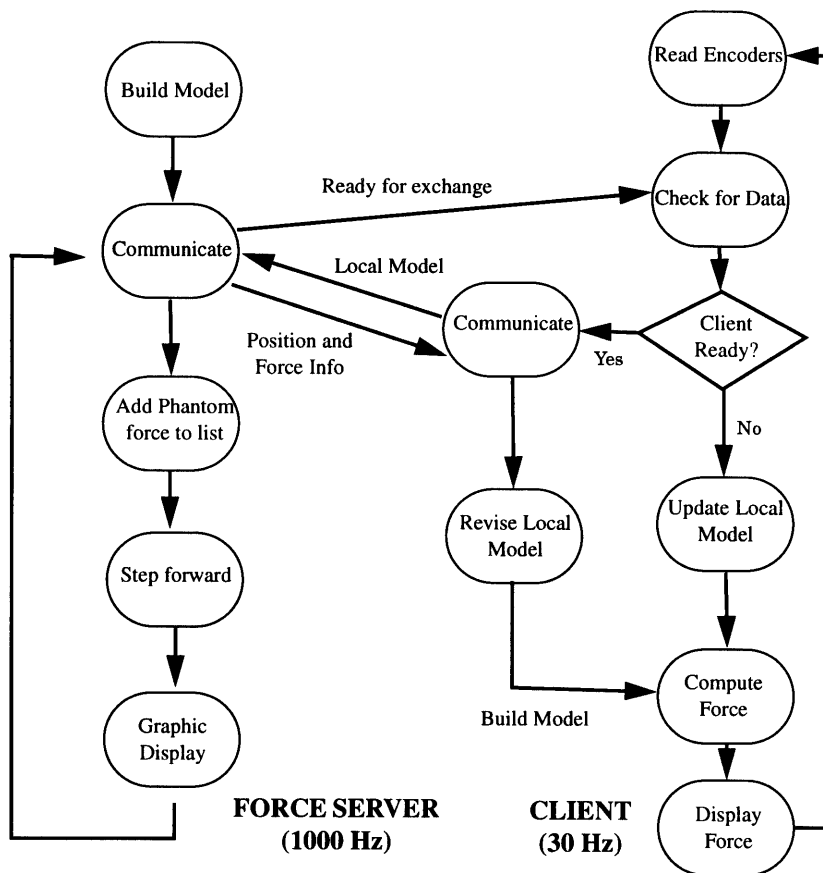 Read Encoders
Build Model
Ready for exchange
Check for Data
Communicate
Local Model
Communicate
Client
Ready?
Yes
Position and
Force Info
Add Phantom
force to list
No
Revise Local
Model
Update Local
Model
Step forward
Compute
Force
Build Model
Graphic
Display
FORCE SERVER
(1000 Hz)
CLIENT
(30 Hz)
Display
Force